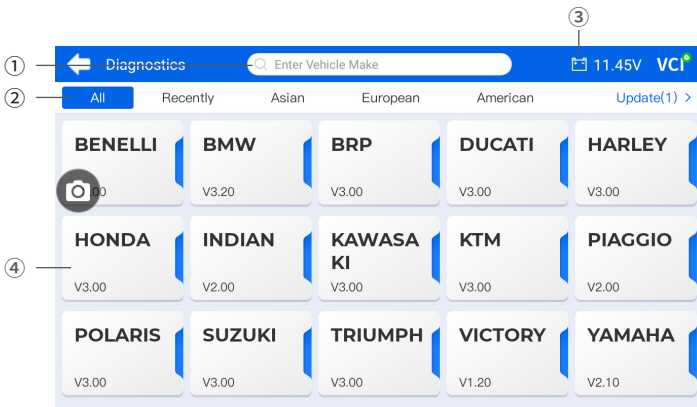 ③
① Diagnostics Enter Vehicle Make 11.45V VCI
② All Recently Asian European American Update(1) >
BENELLI BMW BRP DUCATI HARLEY
.00 V3.20 V3.00 V3.00 V3.00
④ HONDA INDIAN KAWASA KTM PIAGGIO
KI
V3.00 V2.00 V3.00 V3.00 V2.00
POLARIS SUZUKI TRIUMPH VICTORY YAMAHA
V3.00 V3.00 V3.00 V1.20 V2.10